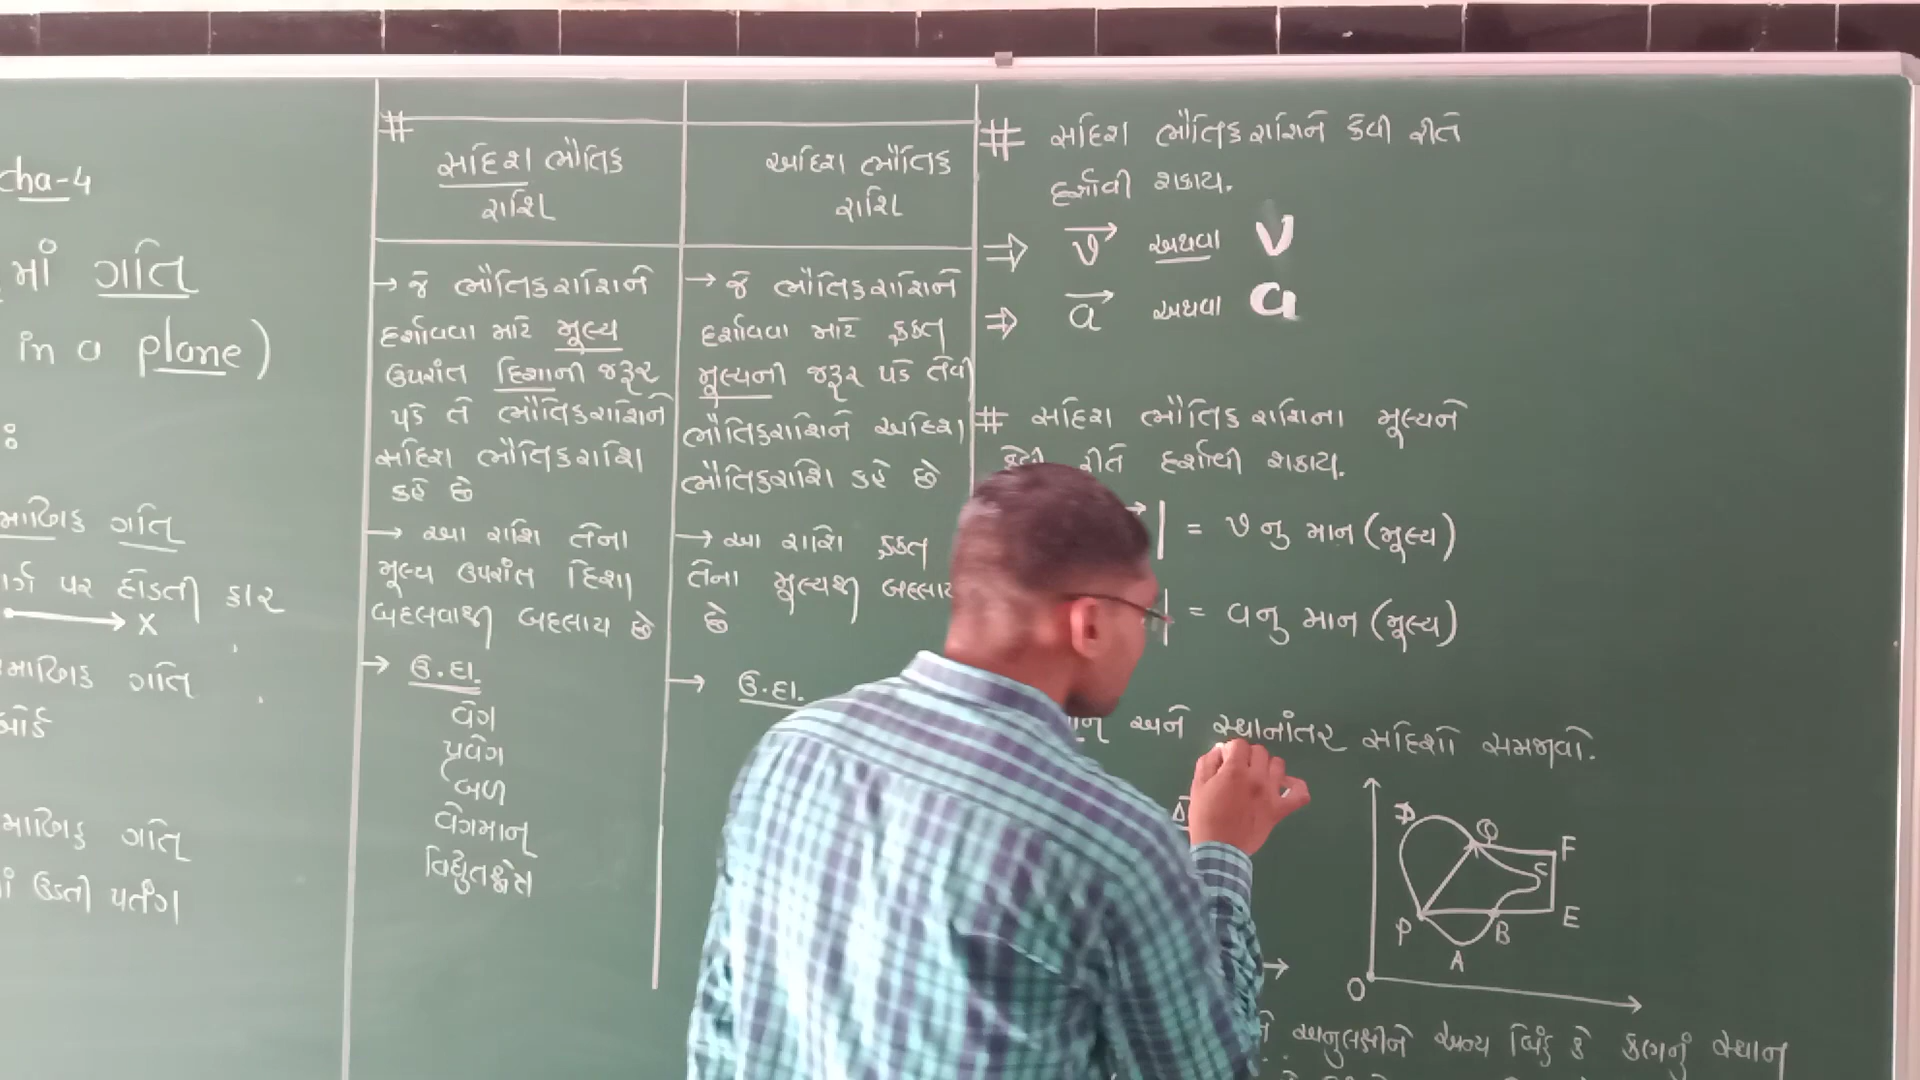 cha-4
માં ગતિ
in a plane)
:
ગતિ
પર દોડતી કાર
X
ગતિ
બોર્ડ
ગતિ
ઉડતી પતંગ
#
સદિશ ભૌતિક
રાશિ
→ જે ભૌતિકરાશિને
દર્શાવવા માટે મૂલ્ય
ઉપરાંત દિશાની જરૂર
પડે તે ભૌતિકરાશિને
સદિશ ભૌતિકરાશિ
કહે છે
→ આ રાશિ તેના
મૂલ્ય ઉપરાંત દિશા
બદલવાથી બદલાય છે
→ ઉ.દા.
વેગ
પ્રવેગ
બળ
વેગમાન
વિદ્યુતક્ષેત્ર
અદિશ ભૌતિક
રાશિ
→ જે ભૌતિકરાશિને
દર્શાવવા માટે ફક્ત
મૂલ્યની જરૂર પડે તેવી
ભૌતિકરાશિને અદિશ
ભૌતિકરાશિ કહે છે
→ આ રાશિ ફક્ત
તેના મૂલ્યથી બદલાય
છે
→ ઉ.દા.
# સદિશ ભૌતિક રાશિને કેવી રીતે
દર્શાવી શકાય.
⇒ v⃗ અથવા v
⇒ a⃗ અથવા a
# સદિશ ભૌતિક રાશિના મૂલ્યને
કેવી રીતે દર્શાવી શકાય.
| = v નુ માન (મૂલ્ય)
| = a નુ માન (મૂલ્ય)
અને સ્થાનાંતર સદિશો સમજાવો.
D
Q
F
C
P
B
E
A
O
→
અનુલક્ષીને અન્ય બિંદુ કે કણનું સ્થાન